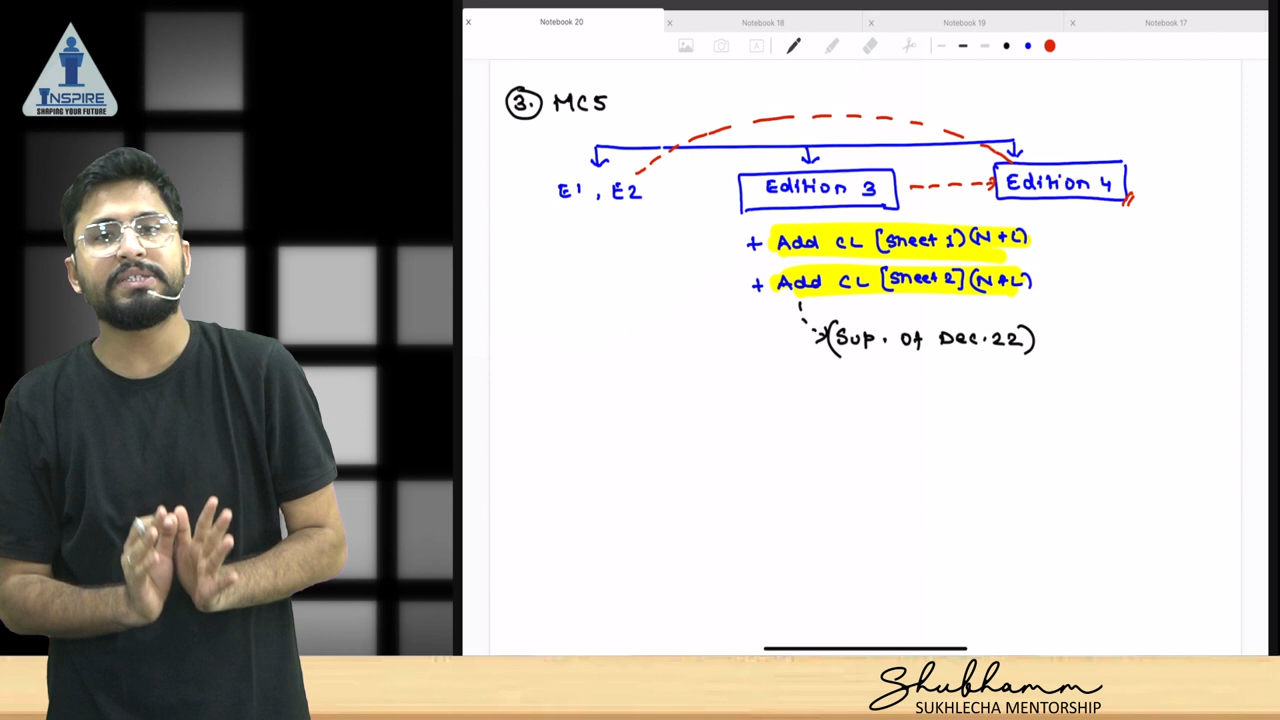 INSPIRE
SHAPING YOUR FUTURE
Notebook 20
Notebook 18
Notebook 19
Notebook 17
3. MCS
E1, E2
Edition 3
Edition 4
+ Add CL [Sheet 1) (N+L)
+ Add CL [Sheet 2] (N+L)
(Sup. Of Dec. 22)
Shubhamm
SUKHLECHA MENTORSHIP